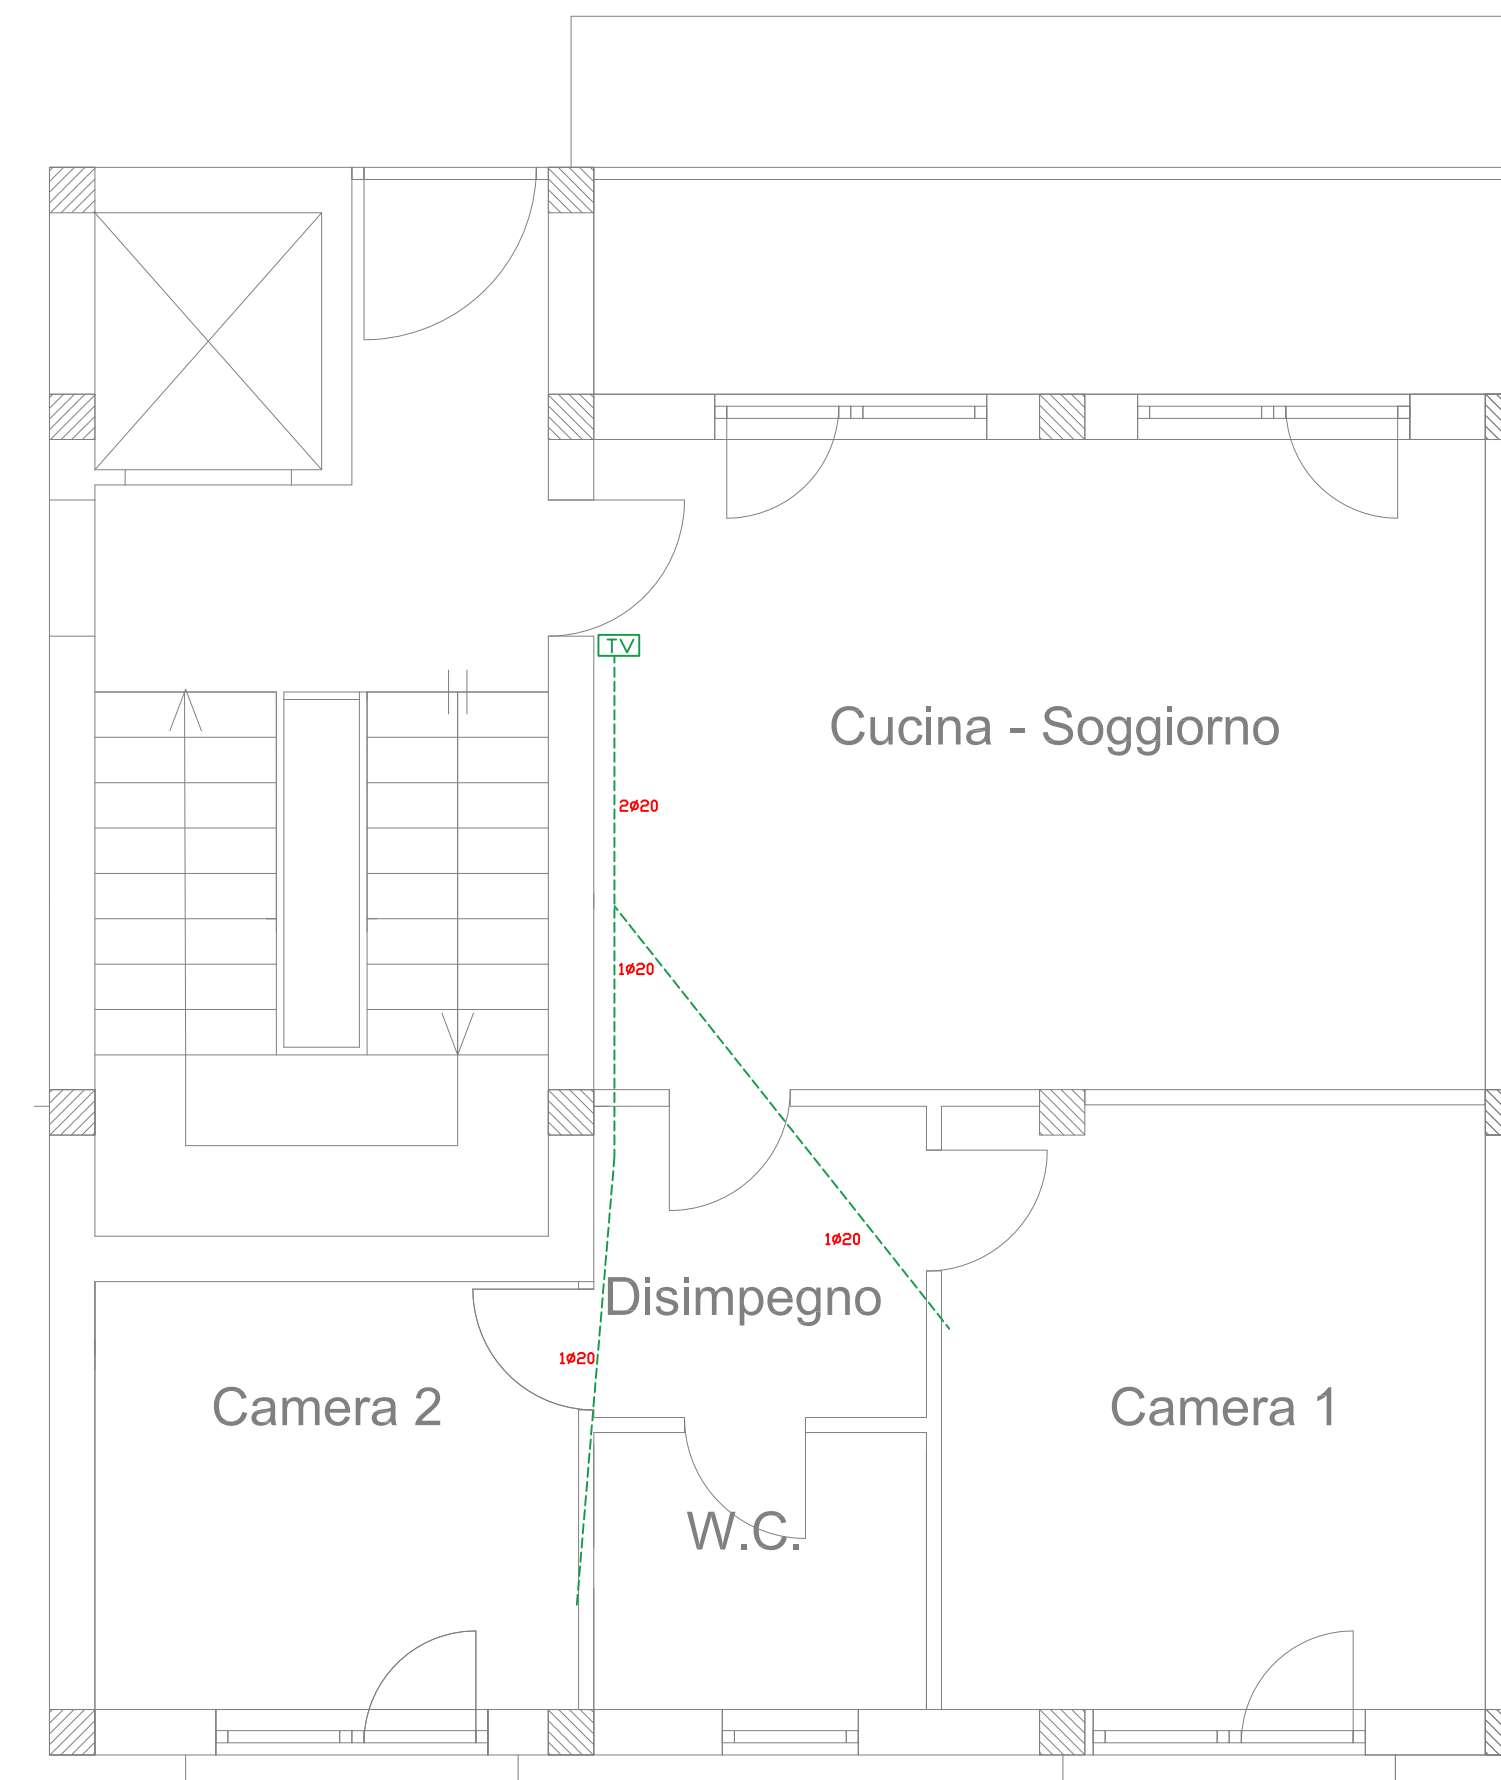 TV
Cucina - Soggiorno
2ø20
1ø20
1ø20
Disimpegno
1ø20
Camera 2
Camera 1
W.C.